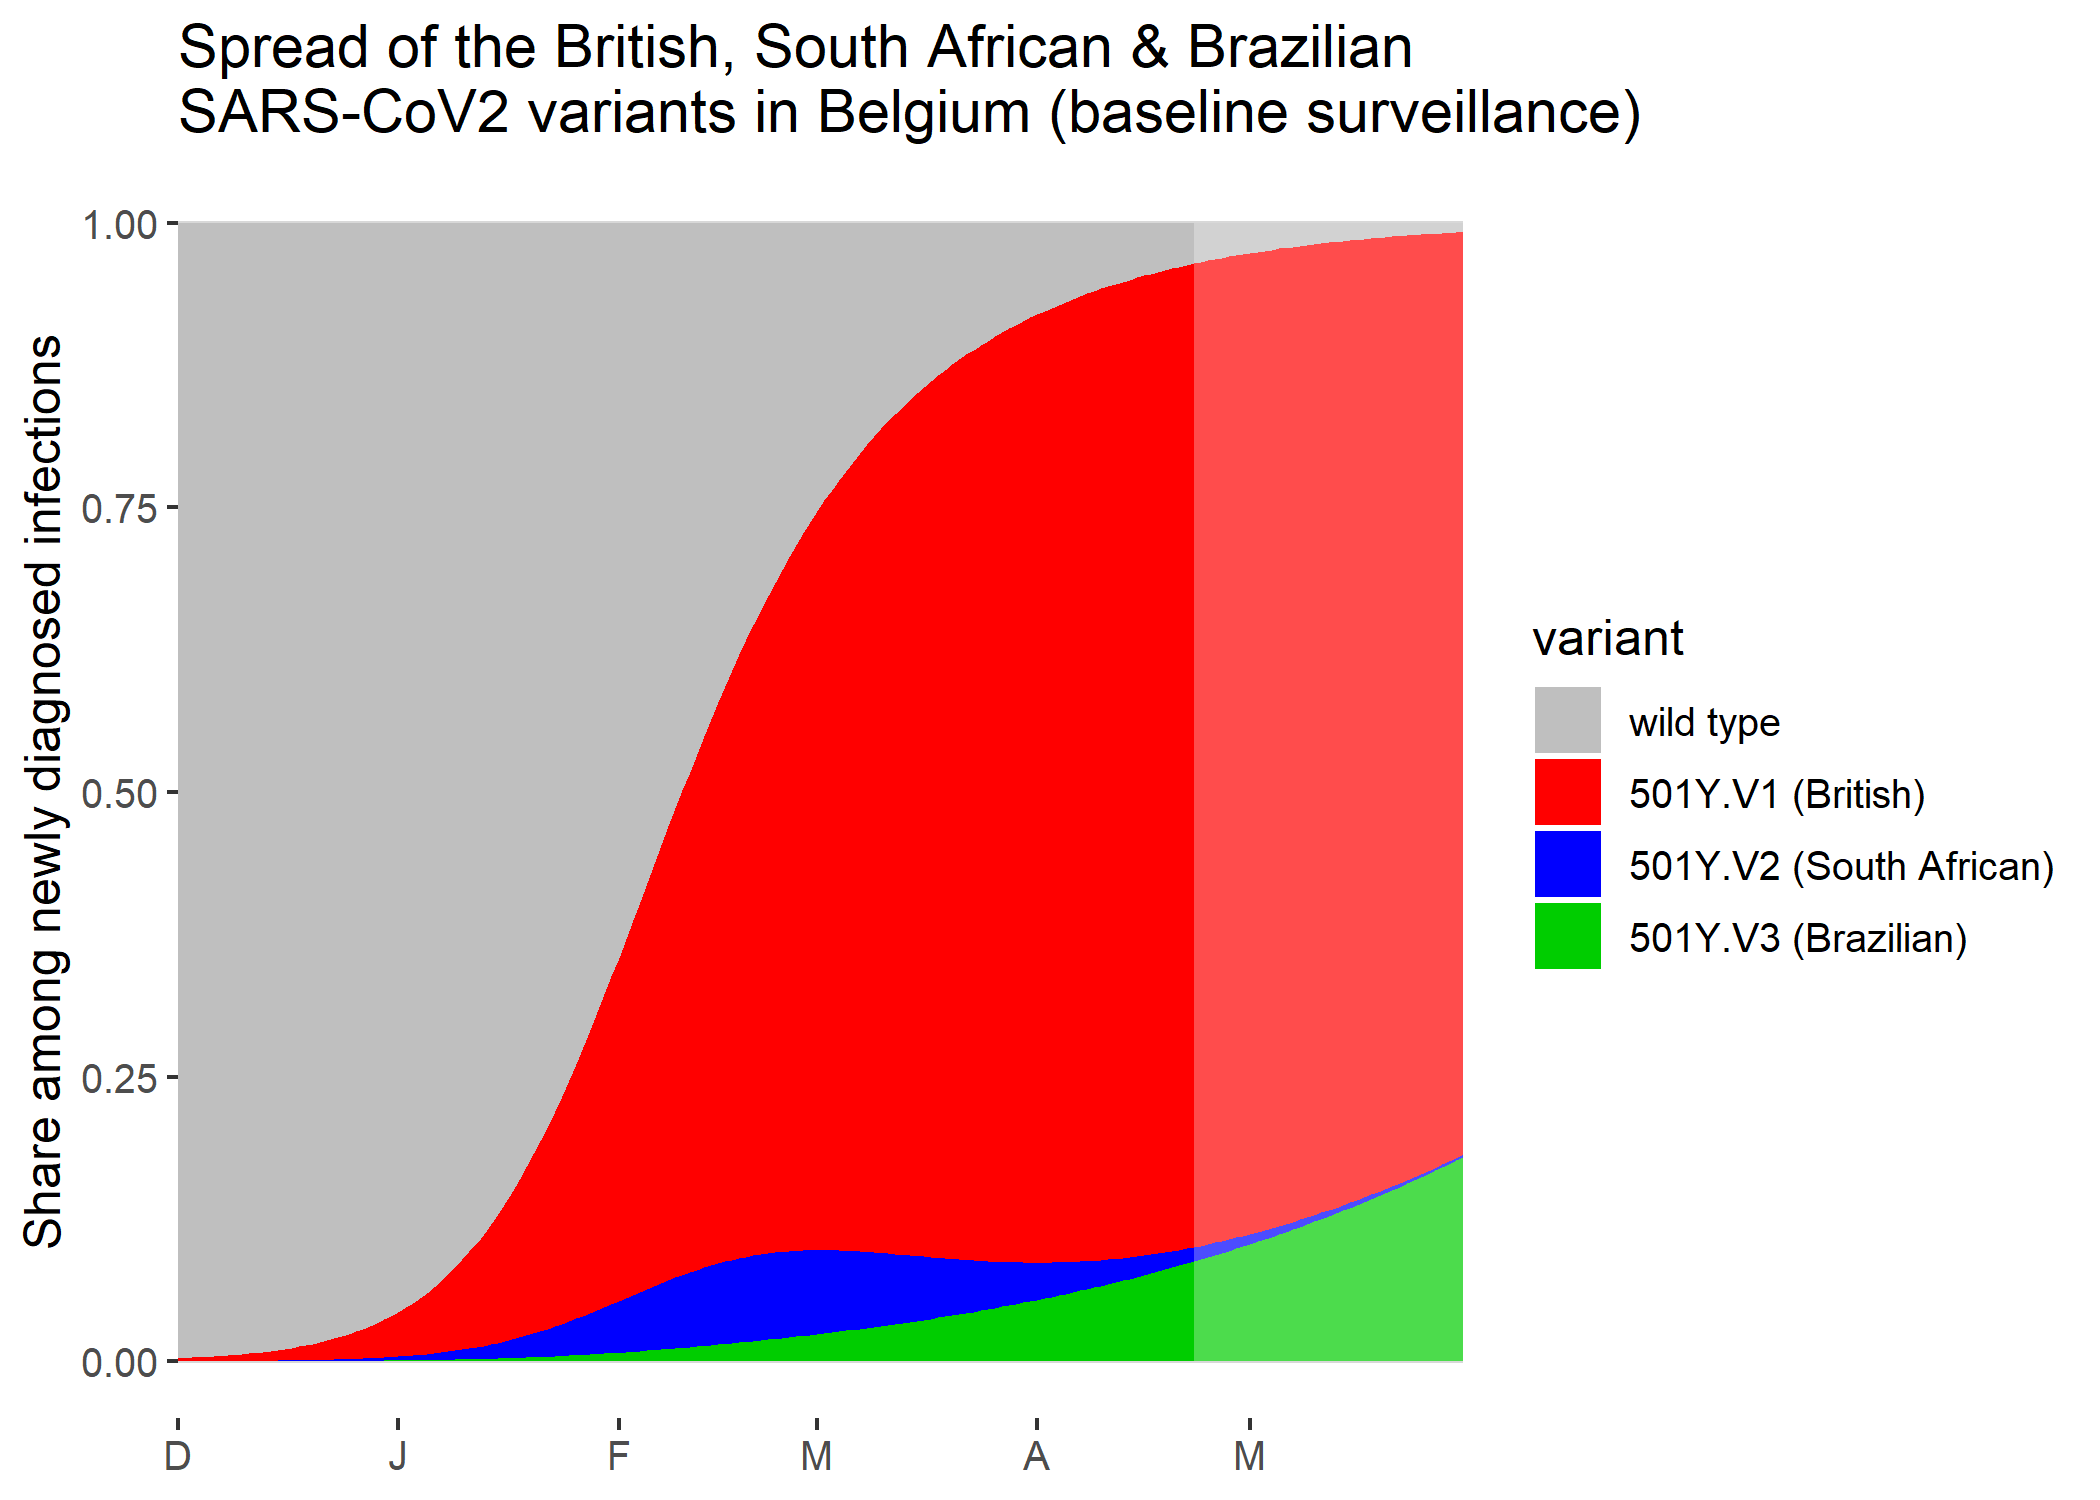 Spread of the British, South African & Brazilian
SARS-CoV2 variants in Belgium (baseline surveillance)
Share among newly diagnosed infections
1.00
0.75
0.50
0.25
0.00
D J F M A M
variant
wild type
501Y.V1 (British)
501Y.V2 (South African)
501Y.V3 (Brazilian)